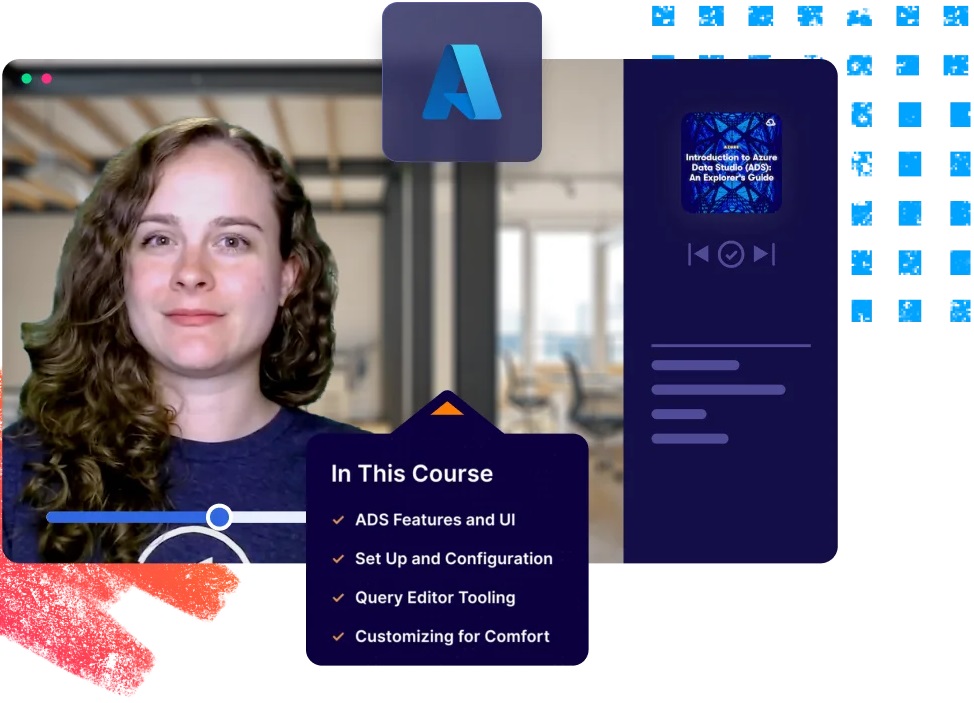 AZURE
Introduction to Azure
Data Studio (ADS):
An Explorer's Guide
In This Course
ADS Features and UI
Set Up and Configuration
Query Editor Tooling
Customizing for Comfort